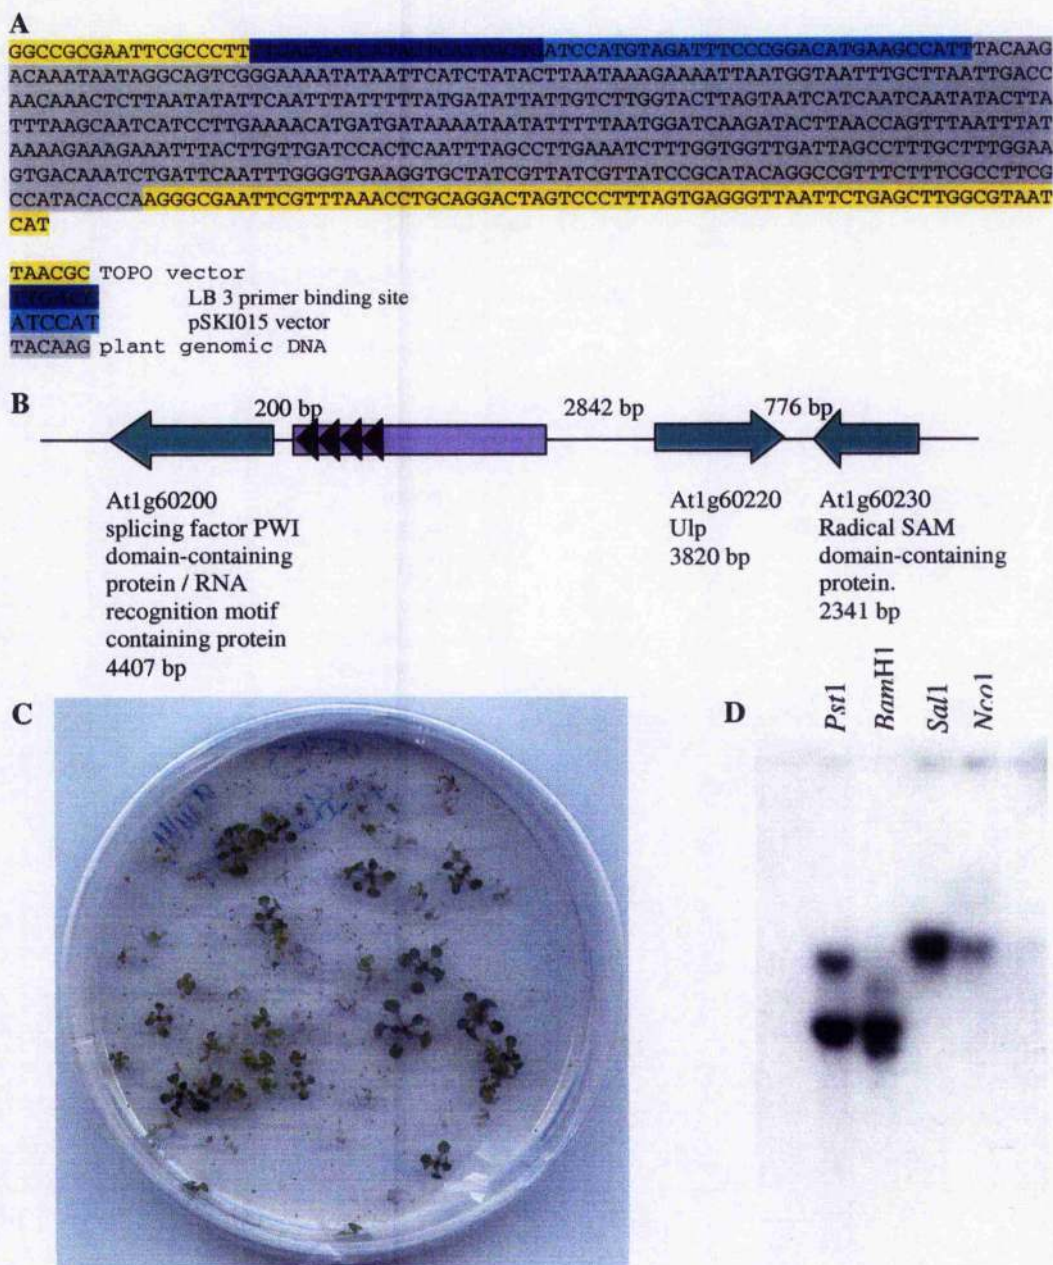 A
GGCCGCGAATTCGCCCTT ATCCATGTAGATTTCCCGGACATGAAGCCATTTACAAG
ACAAATAATAGGCAGTCGGGAAAATATAATTCATCTATACTTAATAAAGAAAATTAATGGTAATTTGCTTAATTGACC
AACAAACTCTTAATATATTCAATTTATTTTTATGATATTATTGTCTTGGTACTTAGTAATCATCAATCAATATACTTA
TTTAAGCAATCATCCTTGAAAACATGATGATAAAATAATATTTTTAATGGATCAAGATACTTAACCAGTTTAATTTAT
AAAAGAAAGAAATTTACTTGTTGATCCACTCAATTTAGCCTTGAAATCTTTGGTGGTTGATTAGCCTTTGCTTTGGAA
GTGACAAATCTGATTCAATTTGGGGTGAAGGTGCTATCGTTATCGTTATCCGCATACAGGCCGTTTCTTTCGCCTTCG
CCATACACCAAGGGCGAATTCGTTTAAACCTGCAGGACTAGTCCCTTTAGTGAGGGTTAATTCTGAGCTTGGCGTAAT
CAT
TAACGC TOPO vector
LB 3 primer binding site
ATCCAT pSKI015 vector
TACAAG plant genomic DNA
B
200 bp 2842 bp 776 bp
At1g60200
splicing factor PWI
domain-containing
protein / RNA
recognition motif
containing protein
4407 bp
At1g60220
Ulp
3820 bp
At1g60230
Radical SAM
domain-containing
protein.
2341 bp
C
D
Pst1
BamH1
Sal1
Nco1